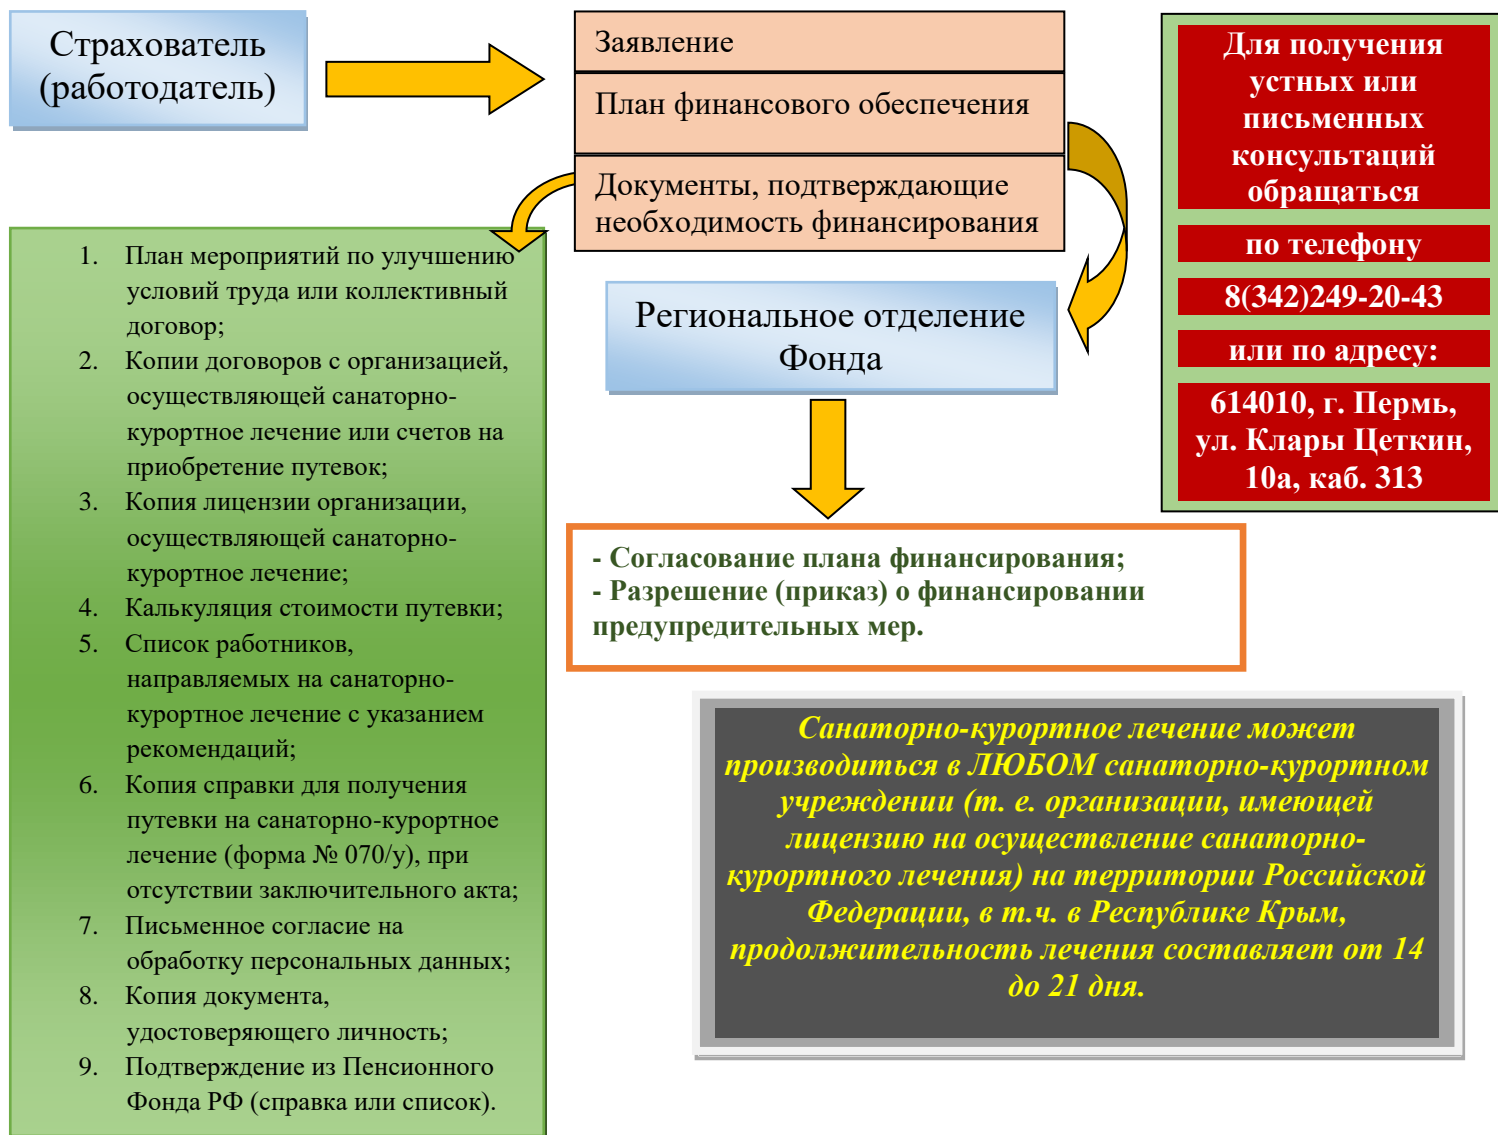 Страхователь
(работодатель)
Заявление
План финансового обеспечения
Документы, подтверждающие
необходимость финансирования
1. План мероприятий по улучшению
условий труда или коллективный
договор;
2. Копии договоров с организацией,
осуществляющей санаторно-
курортное лечение или счетов на
приобретение путевок;
3. Копия лицензии организации,
осуществляющей санаторно-
курортное лечение;
4. Калькуляция стоимости путевки;
5. Список работников,
направляемых на санаторно-
курортное лечение с указанием
рекомендаций;
6. Копия справки для получения
путевки на санаторно-курортное
лечение (форма № 070/у), при
отсутствии заключительного акта;
7. Письменное согласие на
обработку персональных данных;
8. Копия документа,
удостоверяющего личность;
9. Подтверждение из Пенсионного
Фонда РФ (справка или список).
Региональное отделение
Фонда
- Согласование плана финансирования;
- Разрешение (приказ) о финансировании
предупредительных мер.
Для получения
устных или
письменных
консультаций
обращаться
по телефону
8(342)249-20-43
или по адресу:
614010, г. Пермь,
ул. Клары Цеткин,
10а, каб. 313
Санаторно-курортное лечение может
производиться в ЛЮБОМ санаторно-курортном
учреждении (т. е. организации, имеющей
лицензию на осуществление санаторно-
курортного лечения) на территории Российской
Федерации, в т.ч. в Республике Крым,
продолжительность лечения составляет от 14
до 21 дня.